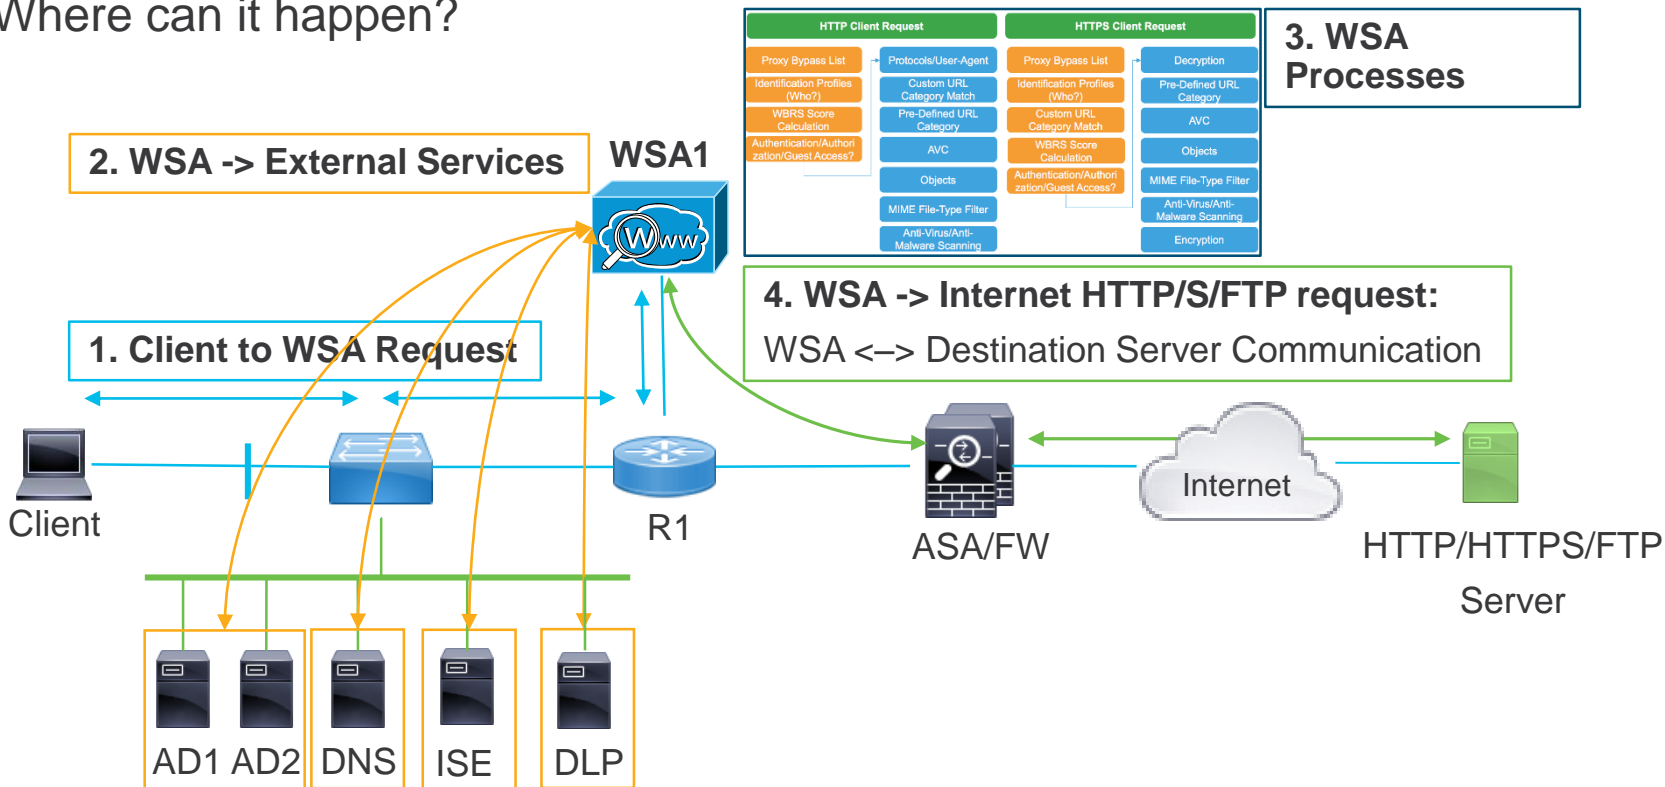 Where can it happen?
HTTP Client Request
HTTPS Client Request
Proxy Bypass List
Identification Profiles
(Who?)
WBRS Score
Calculation
Authentication/Authori
zation/Guest Access?
Protocols/User-Agent
Custom URL
Category Match
Pre-Defined URL
Category
AVC
Objects
MIME File-Type Filter
Anti-Virus/Anti-
Malware Scanning
Proxy Bypass List
Identification Profiles
(Who?)
Custom URL
Category Match
WBRS Score
Calculation
Authentication/Authori
zation/Guest Access?
Decryption
Pre-Defined URL
Category
AVC
Objects
MIME File-Type Filter
Anti-Virus/Anti-
Malware Scanning
Encryption
3. WSA
Processes
2. WSA -> External Services
WSA1
Www
4. WSA -> Internet HTTP/S/FTP request:
WSA <–> Destination Server Communication
1. Client to WSA Request
Client
R1
ASA/FW
Internet
HTTP/HTTPS/FTP
Server
AD1 AD2 DNS ISE DLP